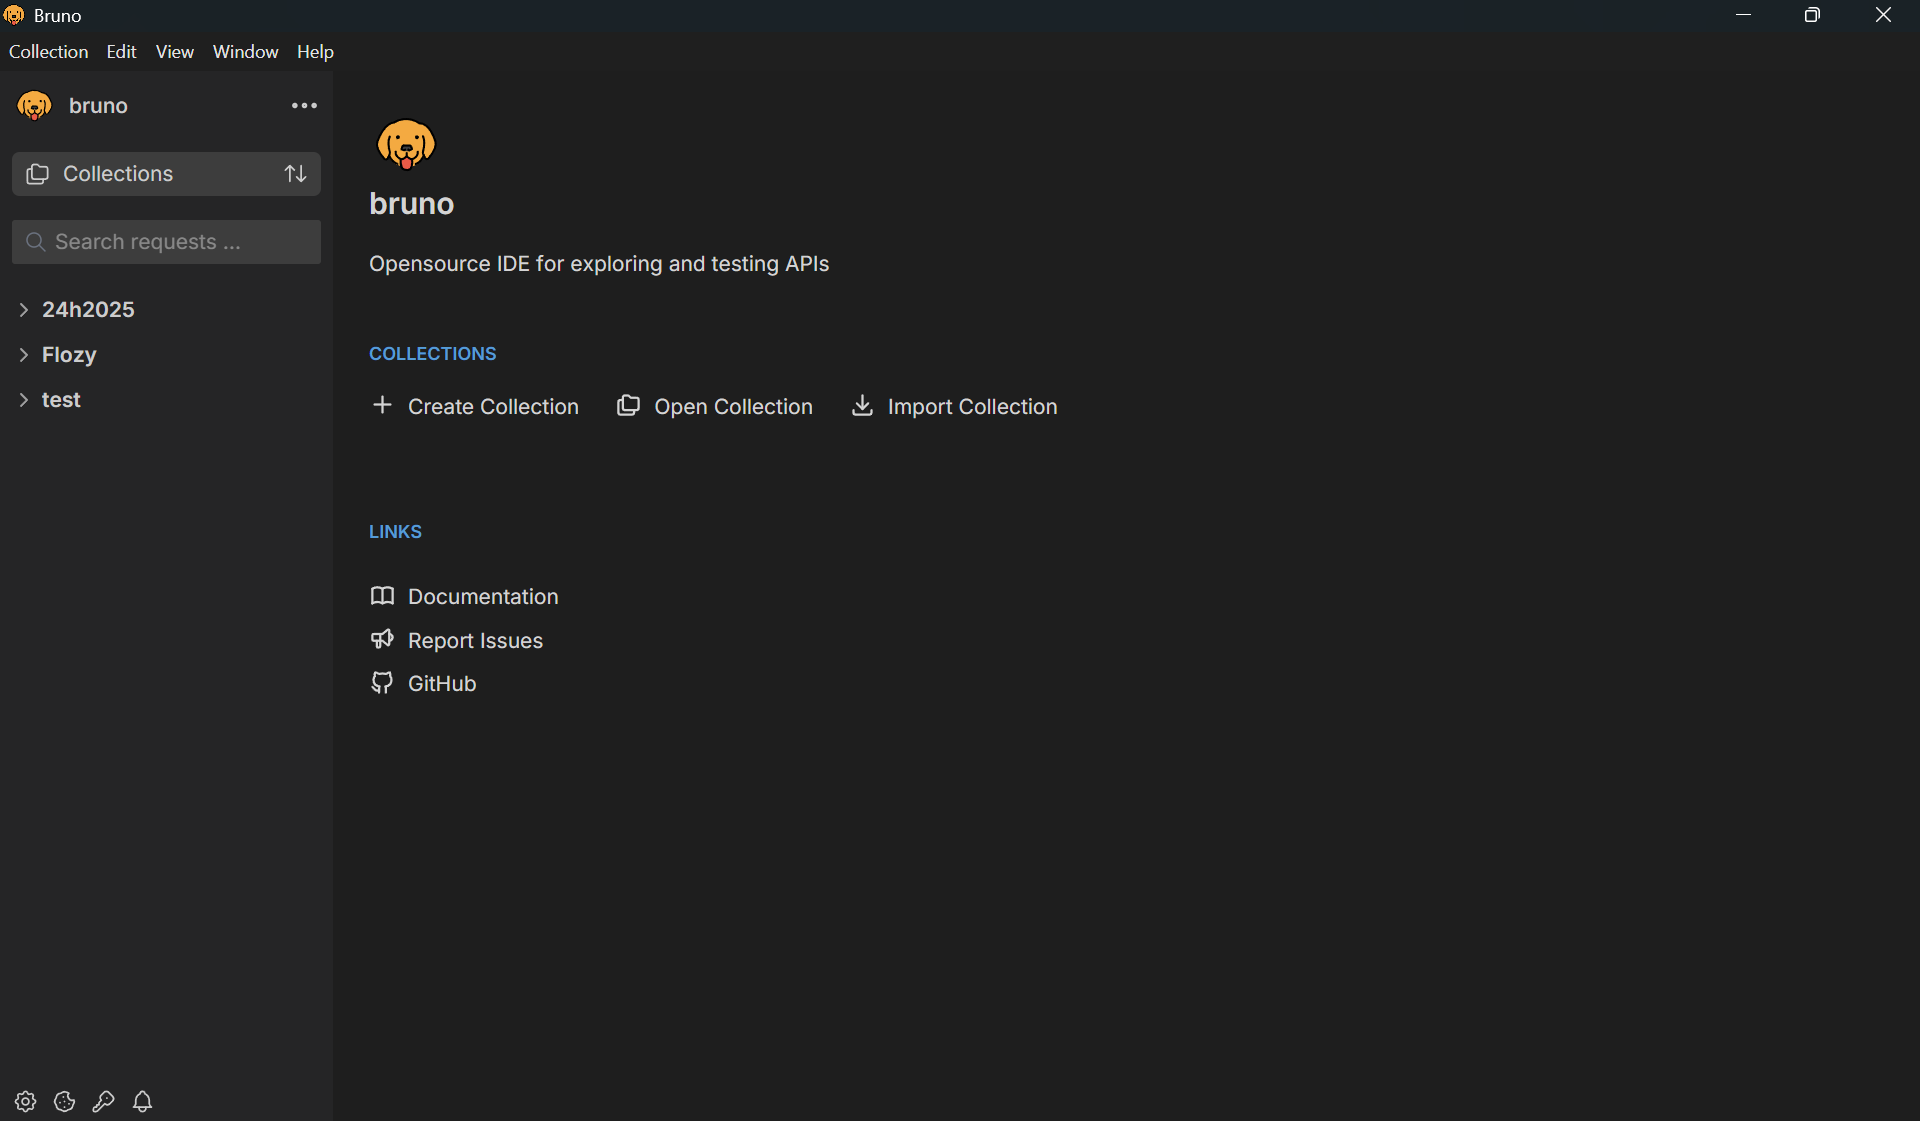 Bruno
Collection Edit View Window Help
bruno
Collections
Search requests ...
24h2025
Flozy
test
bruno
Opensource IDE for exploring and testing APIs
COLLECTIONS
Create Collection Open Collection Import Collection
LINKS
Documentation
Report Issues
GitHub